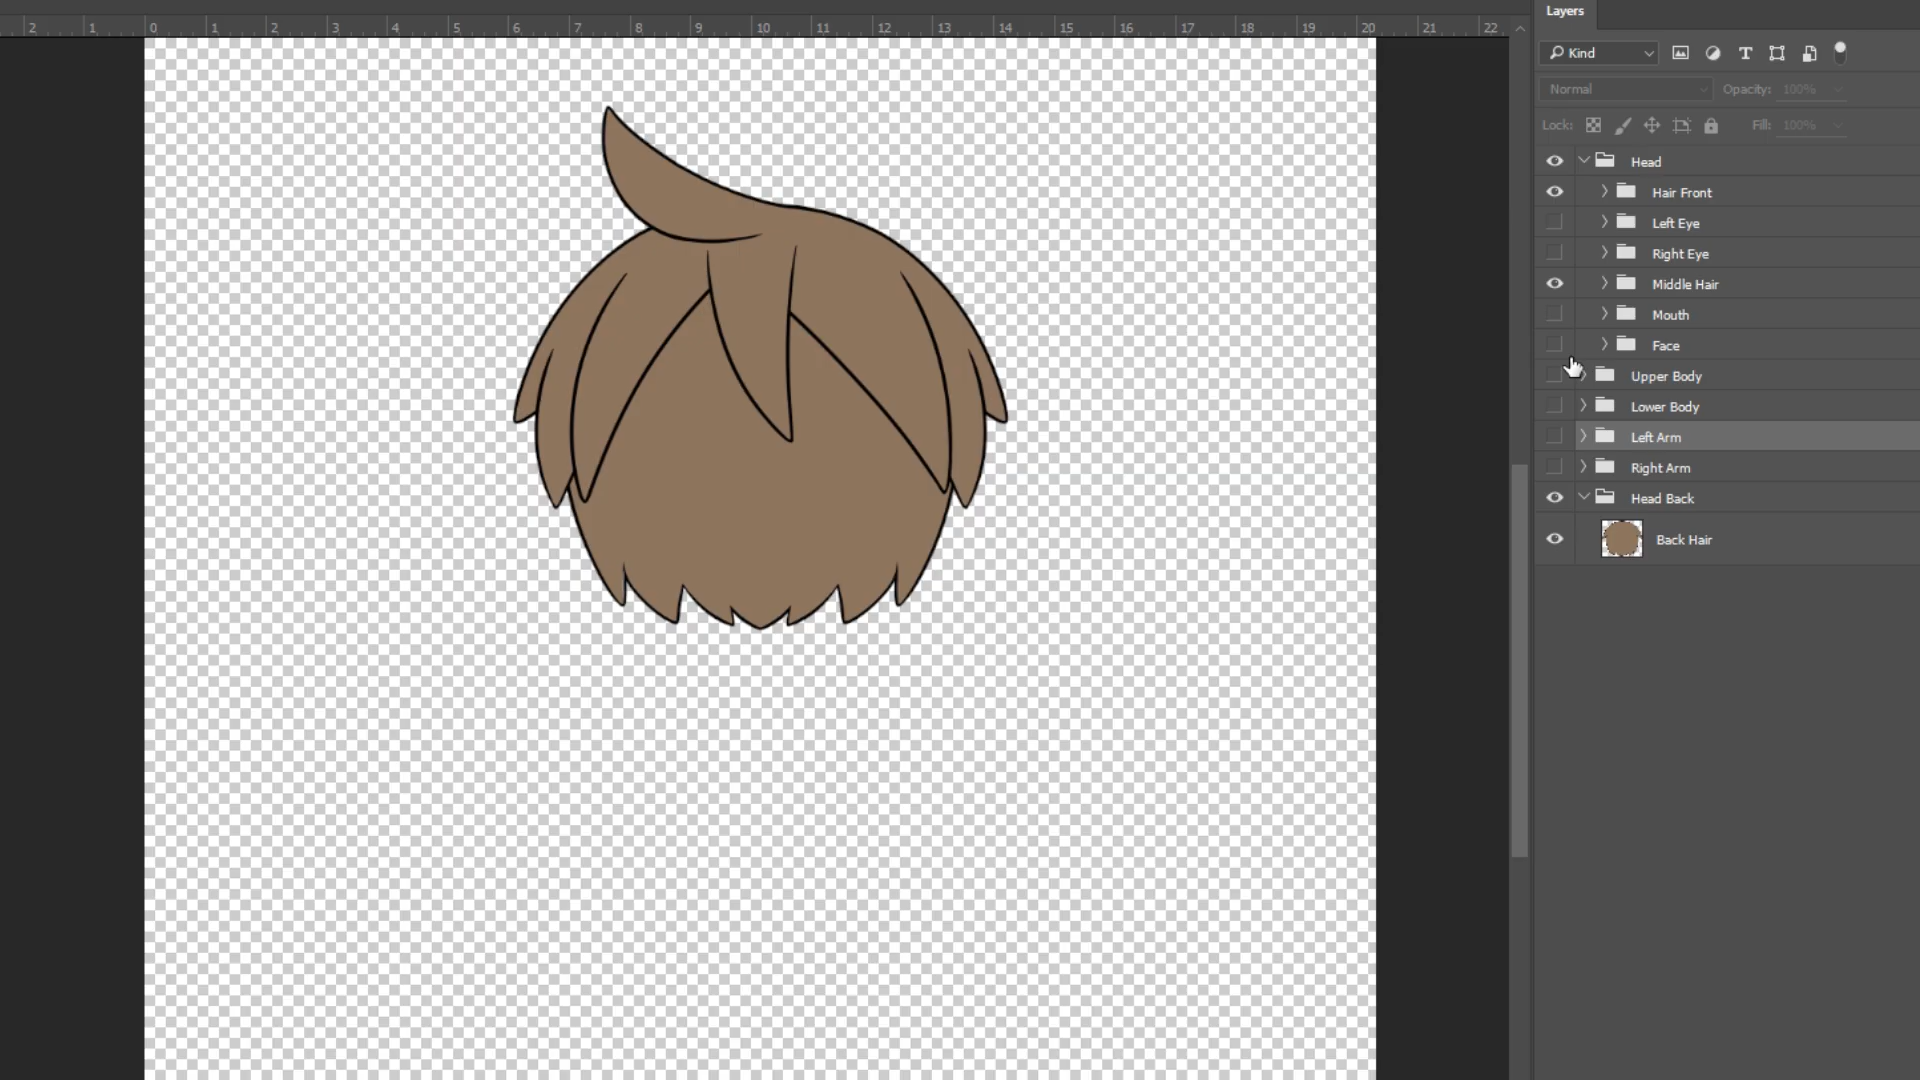 Layers
2 1 0 1 2 3 4 5 6 7 8 9 10 11 12 13 14 15 16 17 18 19 20 21 22
Kind
Normal Opacity: 100%
Lock: Fill: 100%
Head
Hair Front
Left Eye
Right Eye
Middle Hair
Mouth
Face
Upper Body
Lower Body
Left Arm
Right Arm
Head Back
Back Hair